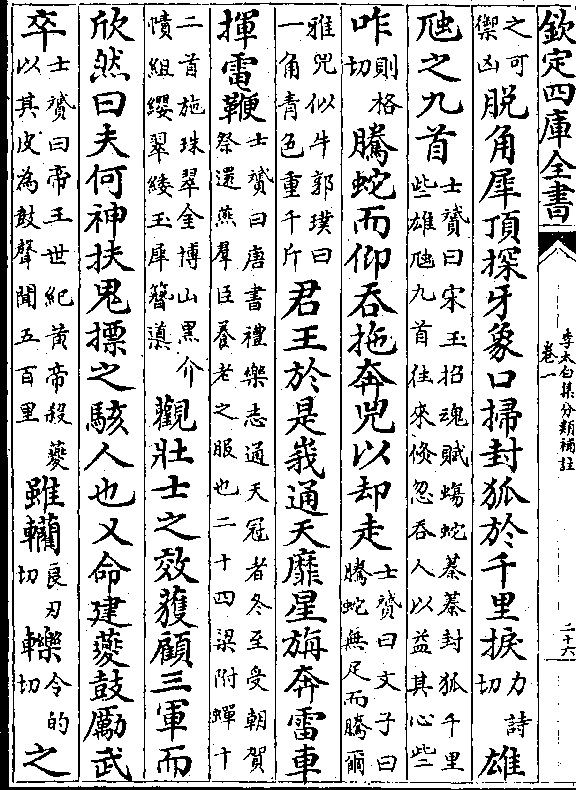 欽定四庫全書
李太白集分類補註
卷一
二十六
之可禦凶脫角犀頂探牙象口掃封狐於千里捩力詩切雄
虺之九首士贇曰宋玉招魂賦蝮蛇蓁蓁封狐千里些雄虺九首往來倏忽吞人以益其心些
咋則格切騰蛇而仰吞拖奔兕以却走士贇曰文子曰騰蛇無足而騰爾
雅兕似牛郭璞曰一角青色重千斤君王於是峩通天靡星旃奔雷車
揮電鞭士贇曰唐書禮樂志通天冠者冬至受朝賀祭還燕羣臣養老之服也二十四梁附蟬十
二首施珠翠金博山黑介幘組纓翠緌玉犀簪導觀壯士之效獲顧三軍而
欣然曰夫何神抶鬼摽之駭人也又命建夔鼓勵武
卒士贇曰帝王世紀黃帝殺夔以其皮為鼓聲聞五百里雖轥良刃切轢令的切之